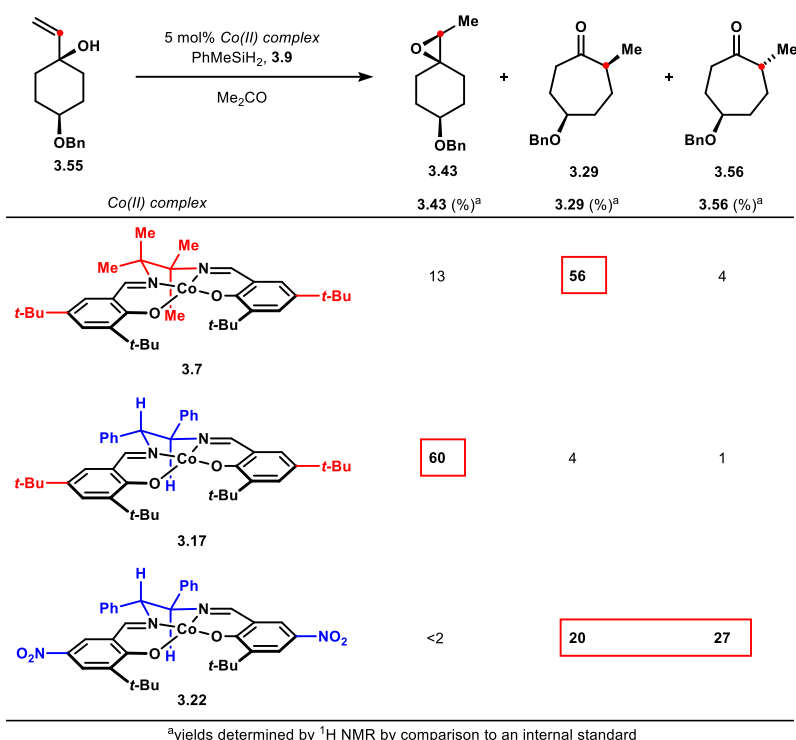 OH
OBn
3.55
5 mol% Co(II) complex
PhMeSiH2, 3.9
Me2CO
Me
O
OBn
3.43
+
O
Me
BnO
3.29
+
O
Me
BnO
3.56
Co(II) complex
3.43 (%)a
3.29 (%)a
3.56 (%)a
Me
Me
Me
Me
N
N
Co
O
O
t-Bu
t-Bu
t-Bu
t-Bu
3.7
13
56
4
H
Ph
Ph
H
N
N
Co
O
O
t-Bu
t-Bu
t-Bu
t-Bu
3.17
60
4
1
H
Ph
Ph
H
N
N
Co
O
O
O2N
NO2
t-Bu
t-Bu
3.22
<2
20
27
ayields determined by 1H NMR by comparison to an internal standard